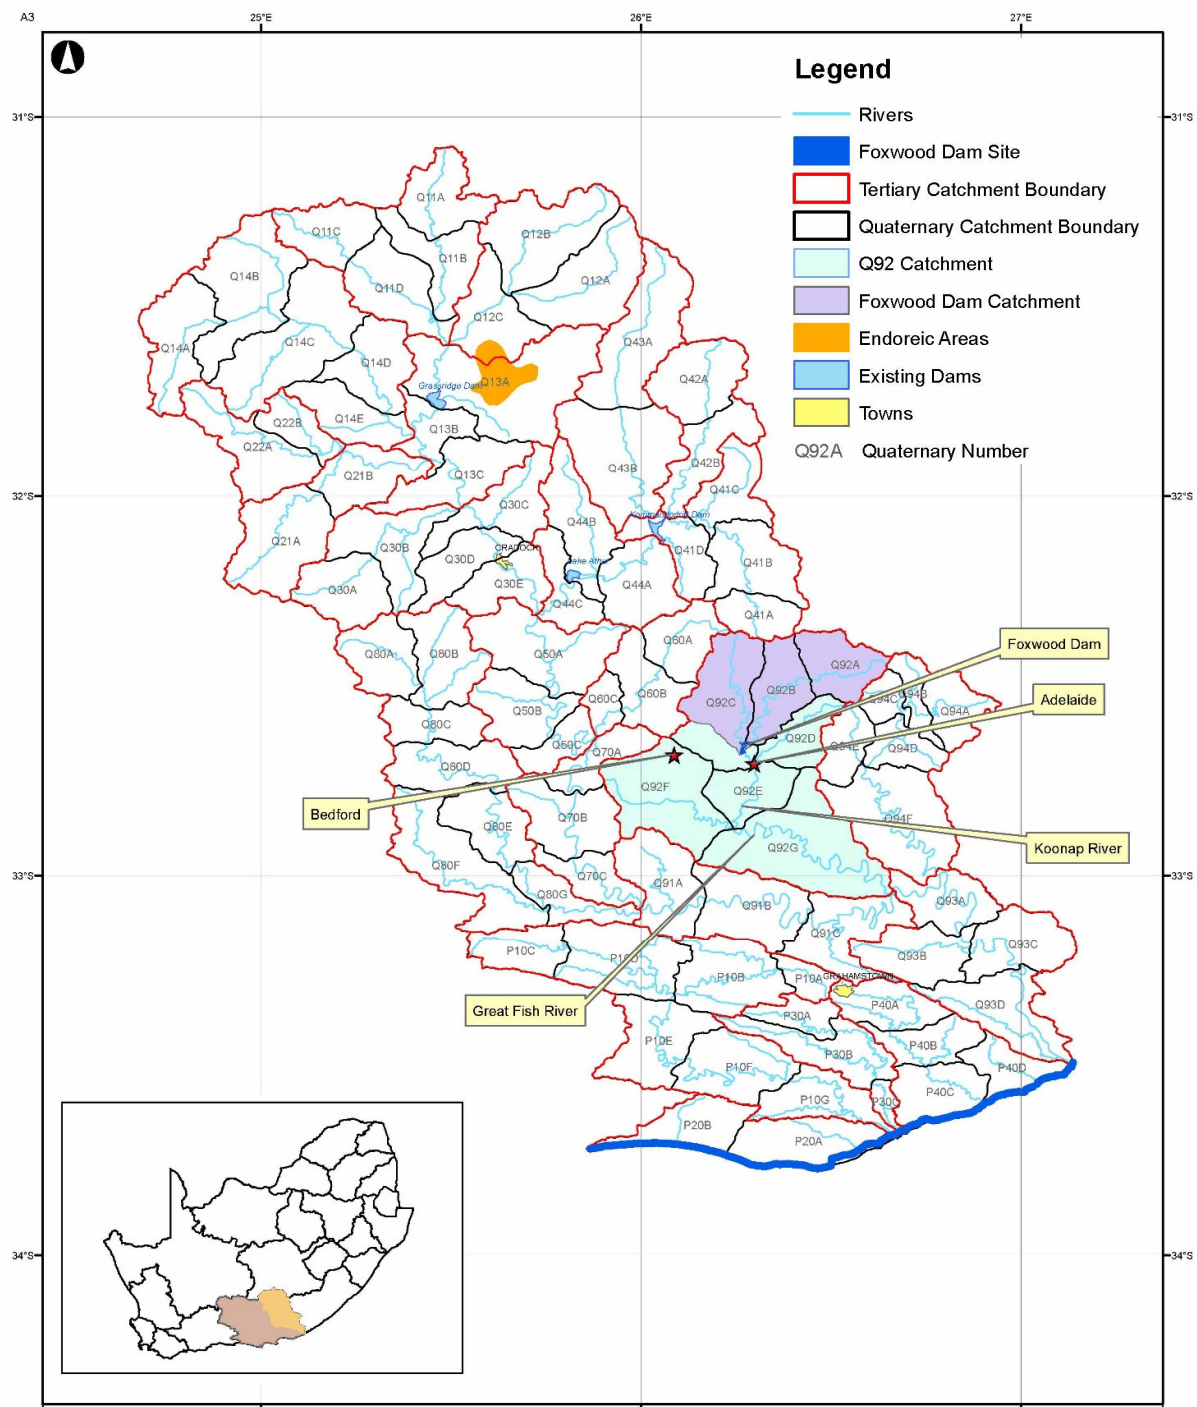 A3
25°E
26°E
27°E
31°S
31°S
Legend
Rivers
Foxwood Dam Site
Tertiary Catchment Boundary
Quaternary Catchment Boundary
Q92 Catchment
Foxwood Dam Catchment
Endoreic Areas
Existing Dams
Towns
Q92A Quaternary Number
Q11A
Q11C
Q12B
Q11B
Q14B
Q12A
Q11D
Q12C
Q14C
Q43A
Q14A
Q14D
Q42A
Q13A
Grassridge Dam
Q14E
Q22B
Q13B
Q22A
Q43B
Q42B
Q21B
Q13C
Q41C
32°S
32°S
Q30C
Q44B
Q21A
Q30B
CRADOCK
Q41D
Q30D
Q41B
Q30A
Q30E
Q44A
Q44C
Q41A
Q60A
Q80A
Q80B
Q50A
Foxwood Dam
Q92A
Q92B
Q60B
Q60C
Q92C
Q94B
Q94A
Adelaide
Q50B
Q80C
Q92D
Q50C
Q70A
Q94D
Q80D
Q92F
Q92E
Bedford
Q70B
Q94F
Q80E
Q92G
Koonap River
Q80F
33°S
33°S
Q70C
Q91A
Q80G
Q91B
Q93A
Q91C
Q93C
P10C
Q93B
P10B
P10A
GRAHAMSTOWN
Great Fish River
P40A
Q93D
P30A
P10E
P30B
P40B
P10F
P40D
P40C
P10G
P30C
P20B
P20A
34°S
34°S